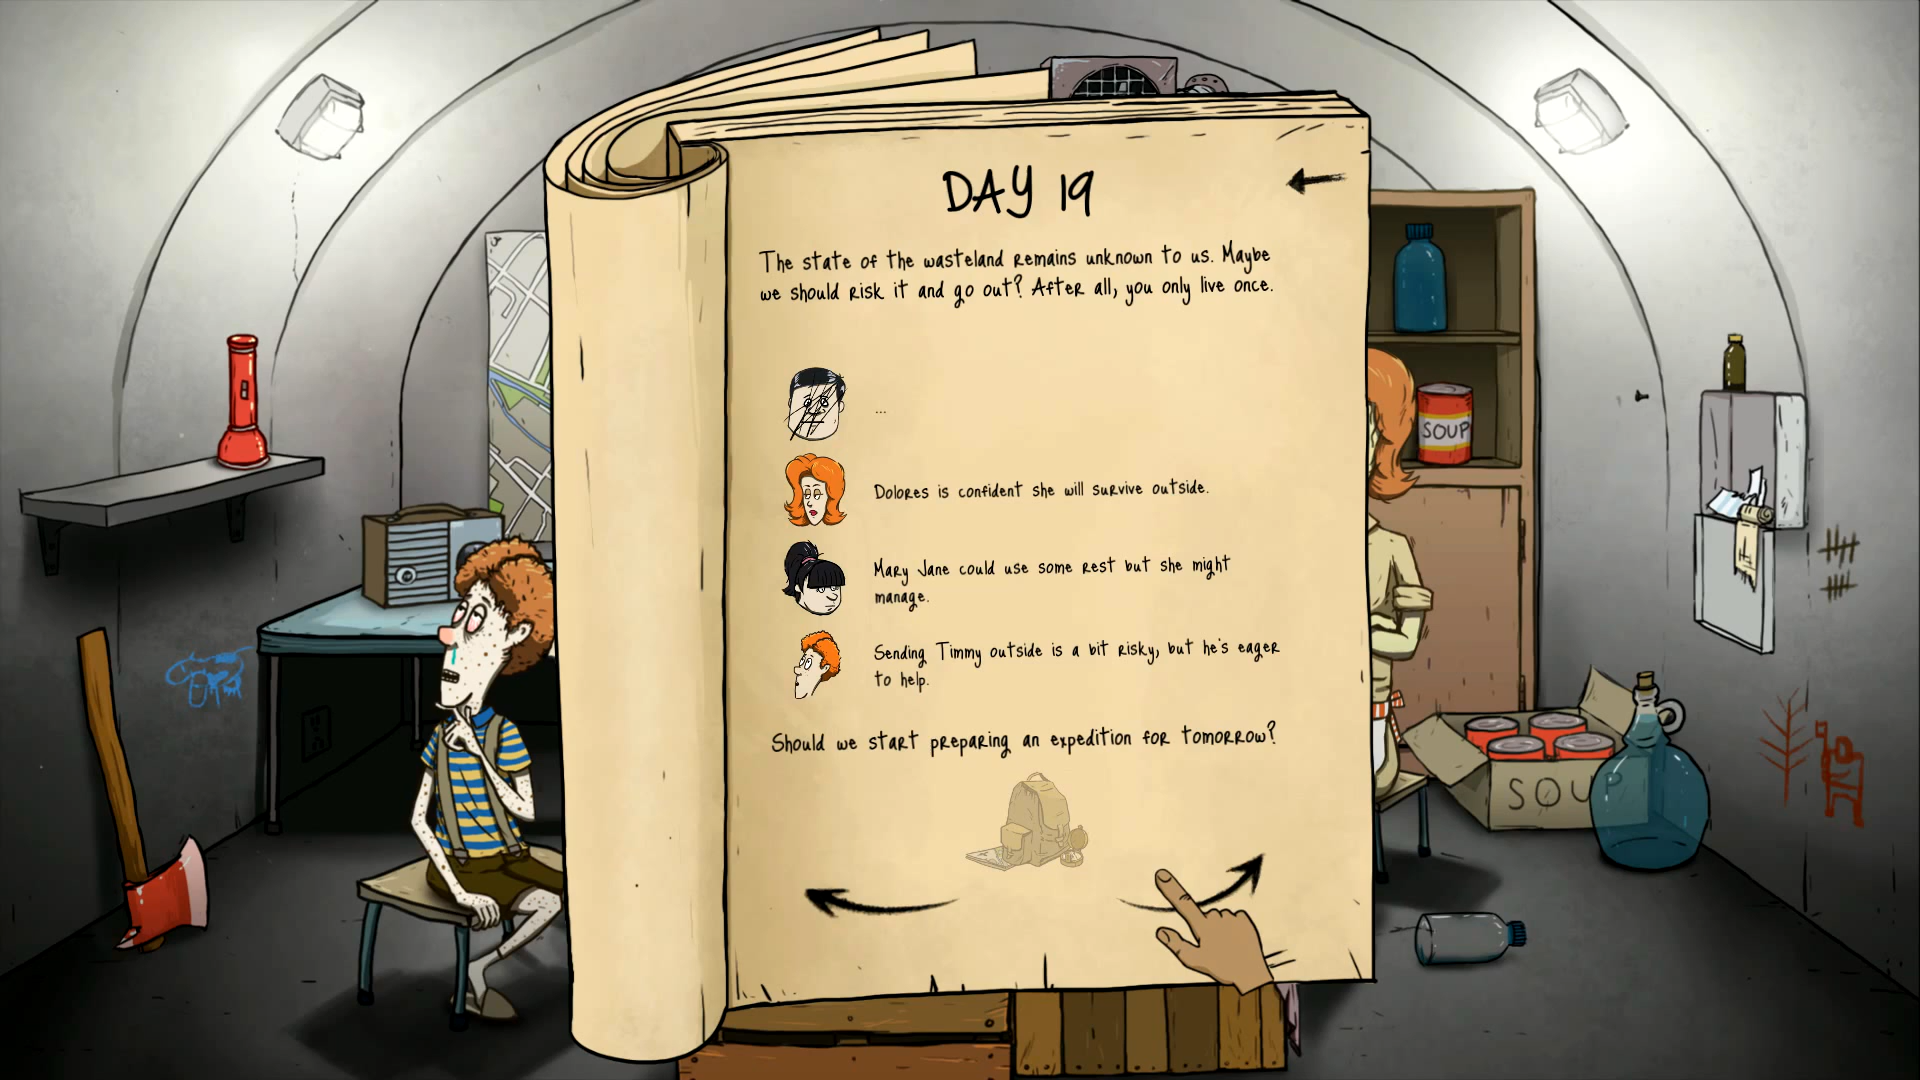 DAY 19
The state of the wasteland remains unknown to us. Maybe
we should risk it and go out? After all, you only live once.
...
Dolores is confident she will survive outside.
Mary Jane could use some rest but she might
manage.
Sending Timmy outside is a bit risky, but he's eager
to help.
Should we start preparing an expedition for tomorrow?
SOUP
SOUP